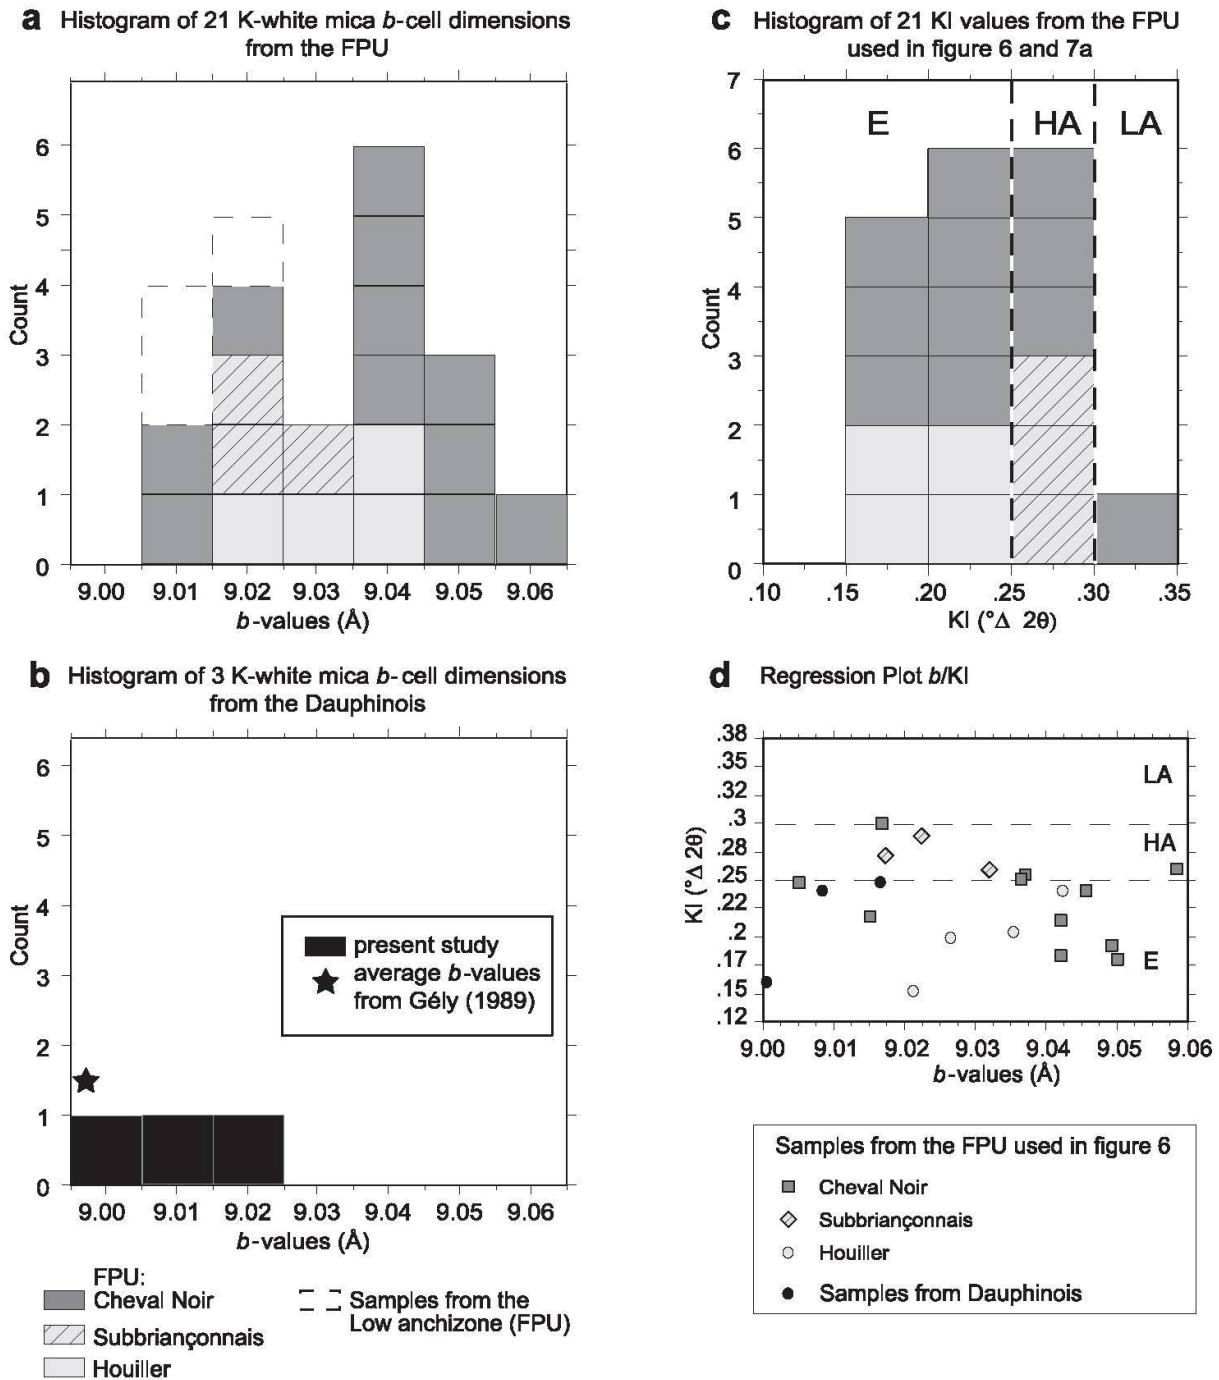 a Histogram of 21 K-white mica b-cell dimensions
from the FPU
6
5
4
3
2
1
0
Count
9.00 9.01 9.02 9.03 9.04 9.05 9.06
b-values (Å)
c Histogram of 21 KI values from the FPU
used in figure 6 and 7a
7
6
5
4
3
2
1
0
Count
E HA LA
.10 .15 .20 .25 .30 .35
KI (°Δ 2θ)
b Histogram of 3 K-white mica b-cell dimensions
from the Dauphinois
6
5
4
3
2
1
0
Count
present study
average b-values
from Gély (1989)
9.00 9.01 9.02 9.03 9.04 9.05 9.06
b-values (Å)
FPU:
Cheval Noir
Subbriançonnais
Houiller
Samples from the
Low anchizone (FPU)
d Regression Plot b/KI
.38
.35
.32
.3
.28
.25
.22
.2
.17
.15
.12
KI (°Δ 2θ)
LA
HA
E
9.00 9.01 9.02 9.03 9.04 9.05 9.06
b-values (Å)
Samples from the FPU used in figure 6
Cheval Noir
Subbriançonnais
Houiller
Samples from Dauphinois